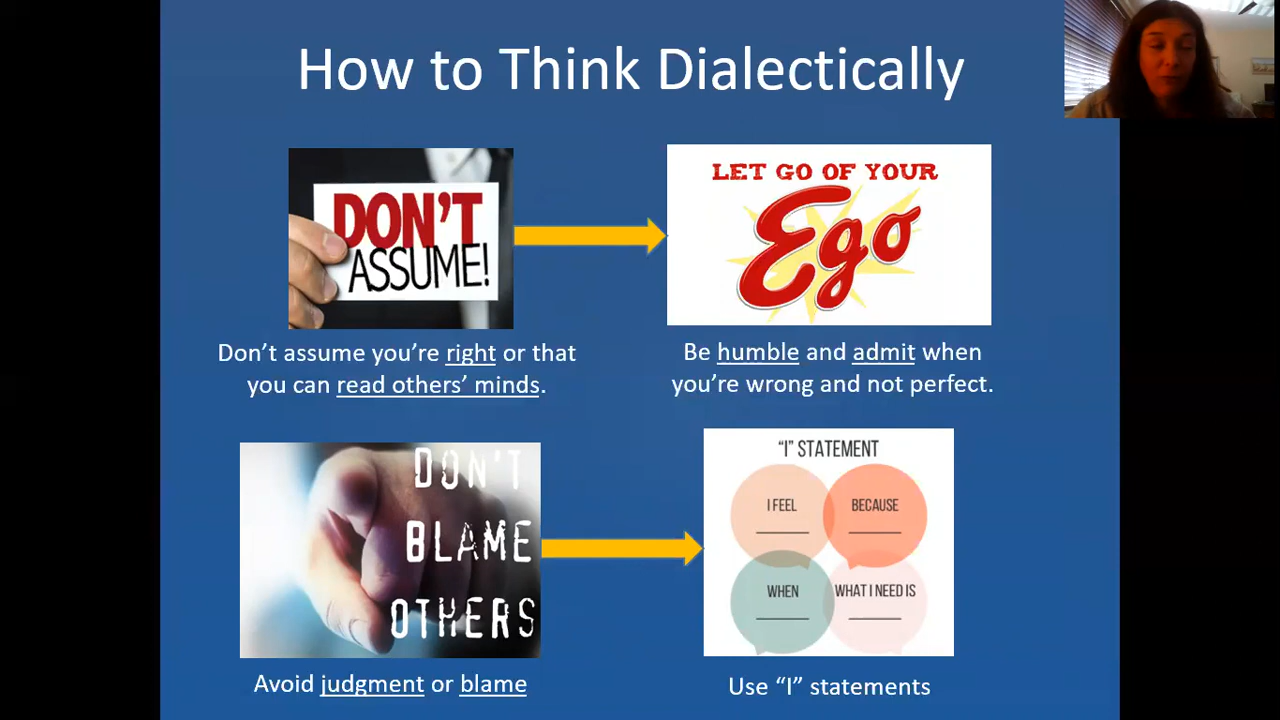 How to Think Dialectically
DON'T
ASSUME!
LET GO OF YOUR
Ego
Don't assume you're right or that
you can read others' minds.
Be humble and admit when
you're wrong and not perfect.
DON'T
BLAME
OTHERS
"I" STATEMENT
I FEEL
BECAUSE
WHEN
WHAT I NEED IS
Avoid judgment or blame
Use "I" statements